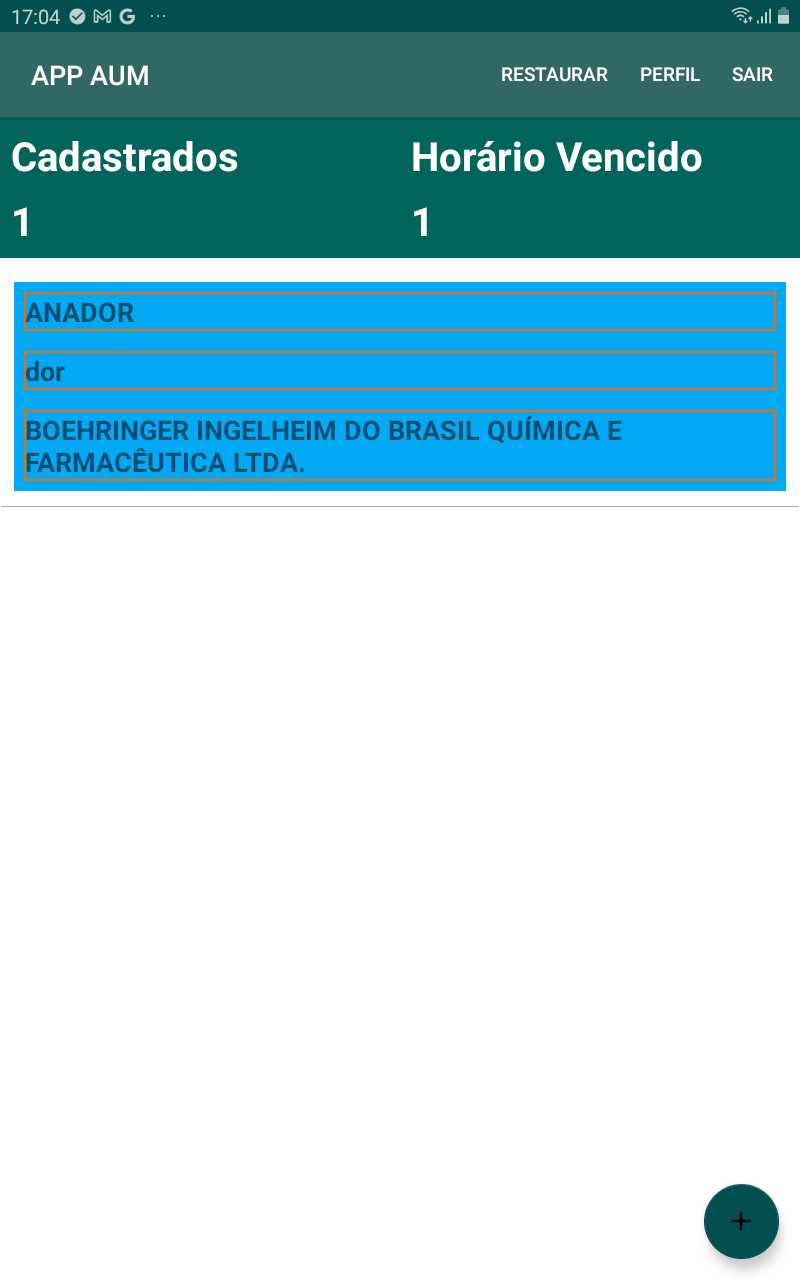 17:04
APP AUM
RESTAURAR PERFIL SAIR
Cadastrados Horário Vencido
1 1
ANADOR
dor
BOEHRINGER INGELHEIM DO BRASIL QUÍMICA E
FARMACÊUTICA LTDA.